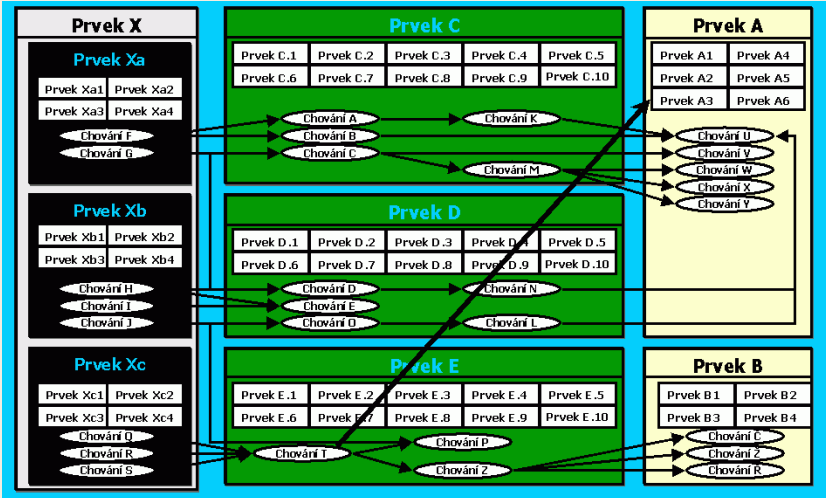 Prvek X
Prvek Xa
Prvek Xa1 Prvek Xa2
Prvek Xa3 Prvek Xa4
Chování F
Chování G
Prvek Xb
Prvek Xb1 Prvek Xb2
Prvek Xb3 Prvek Xb4
Chování H
Chování I
Chování J
Prvek Xc
Prvek Xc1 Prvek Xc2
Prvek Xc3 Prvek Xc4
Chování Q
Chování R
Chování S
Prvek C
Prvek C.1 Prvek C.2 Prvek C.3 Prvek C.4 Prvek C.5
Prvek C.6 Prvek C.7 Prvek C.8 Prvek C.9 Prvek C.10
Chování A Chování K
Chování B
Chování C
Chování M
Prvek D
Prvek D.1 Prvek D.2 Prvek D.3 Prvek D.4 Prvek D.5
Prvek D.6 Prvek D.7 Prvek D.8 Prvek D.9 Prvek D.10
Chování D Chování N
Chování E
Chování O Chování L
Prvek E
Prvek E.1 Prvek E.2 Prvek E.3 Prvek E.4 Prvek E.5
Prvek E.6 Prvek E.7 Prvek E.8 Prvek E.9 Prvek E.10
Chování P
Chování T
Chování Z
Prvek A
Prvek A1 Prvek A4
Prvek A2 Prvek A5
Prvek A3 Prvek A6
Chování U
Chování V
Chování W
Chování X
Chování Y
Prvek B
Prvek B1 Prvek B2
Prvek B3 Prvek B4
Chování Č
Chování Ž
Chování Ř